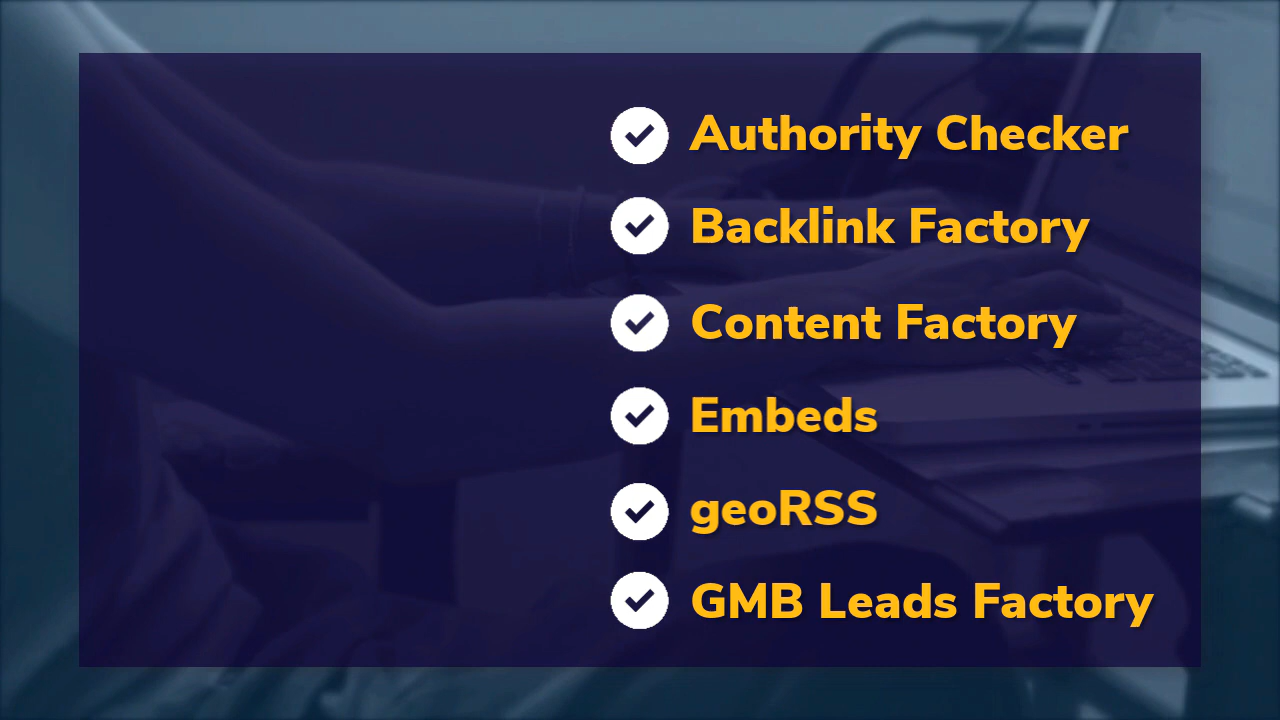 Authority Checker
Backlink Factory
Content Factory
Embeds
geoRSS
GMB Leads Factory